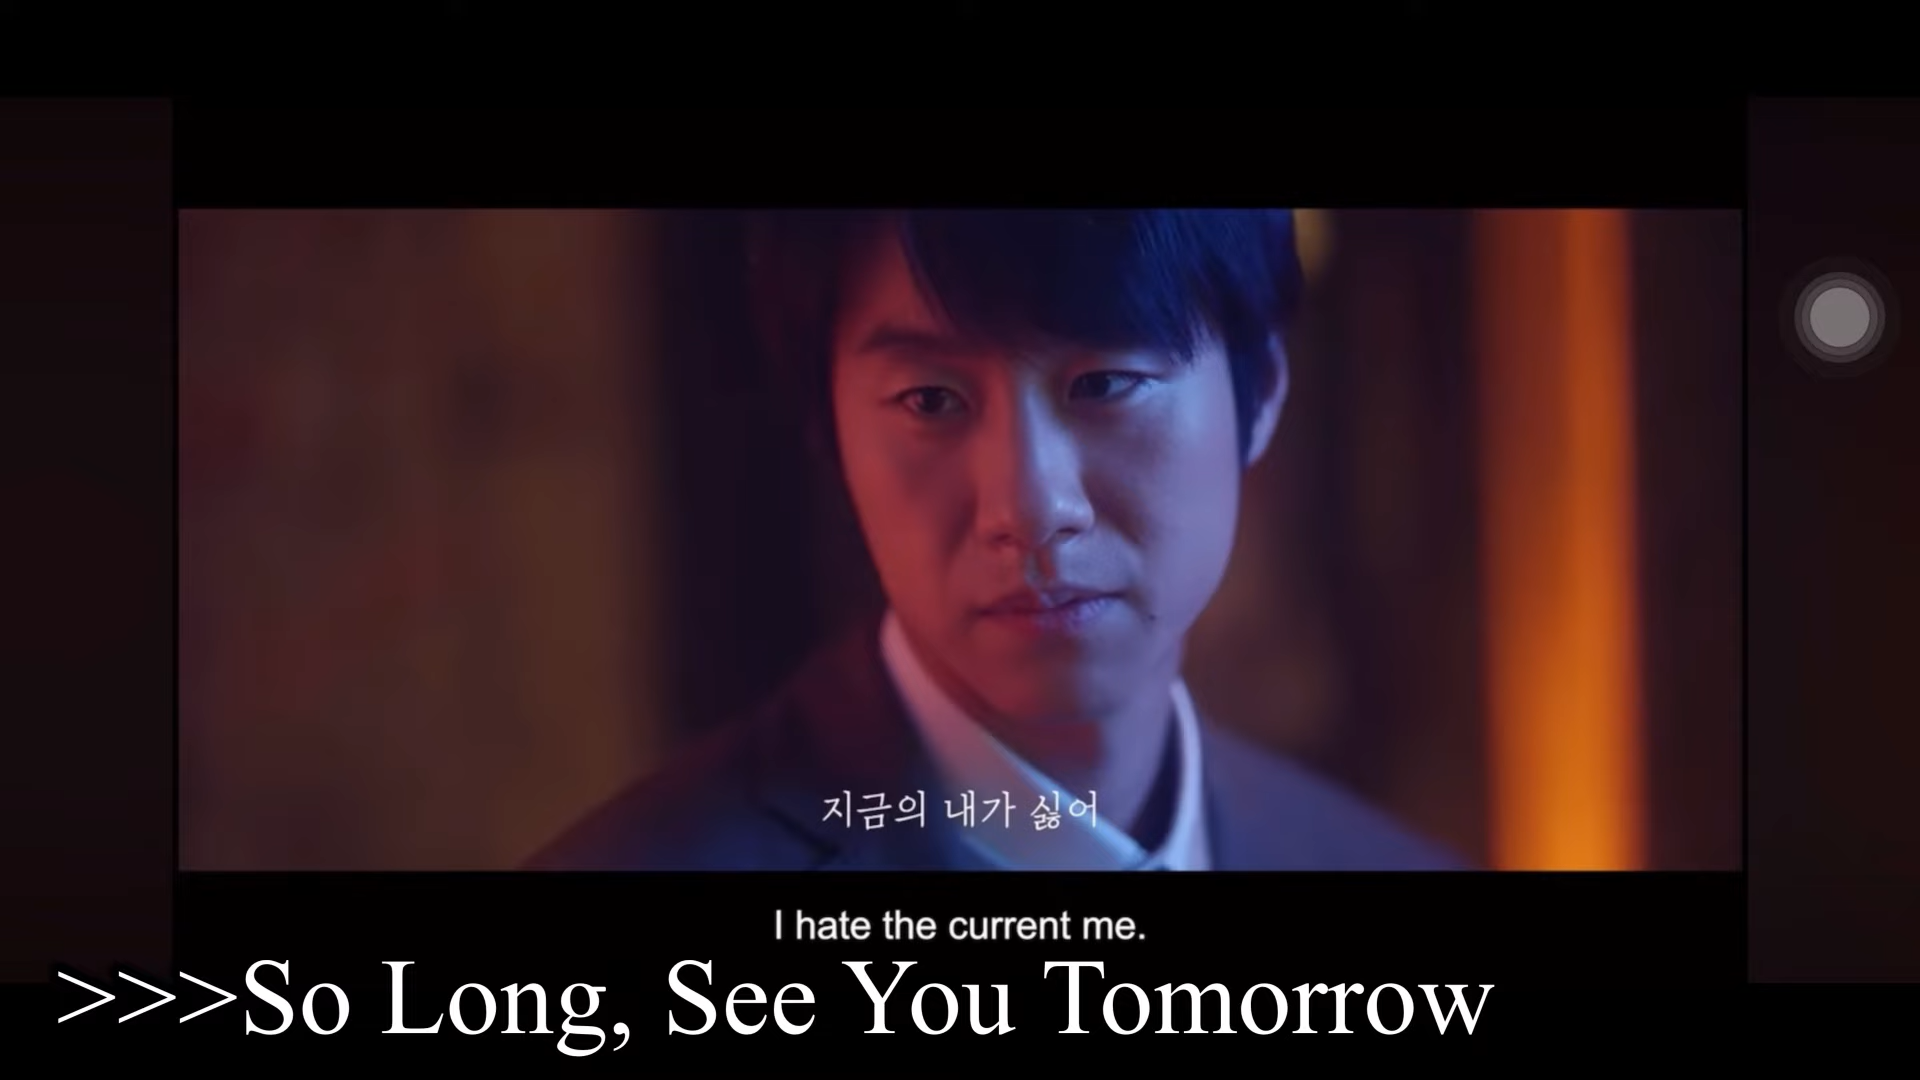 지금의 내가 싫어
I hate the current me.
>>>So Long, See You Tomorrow